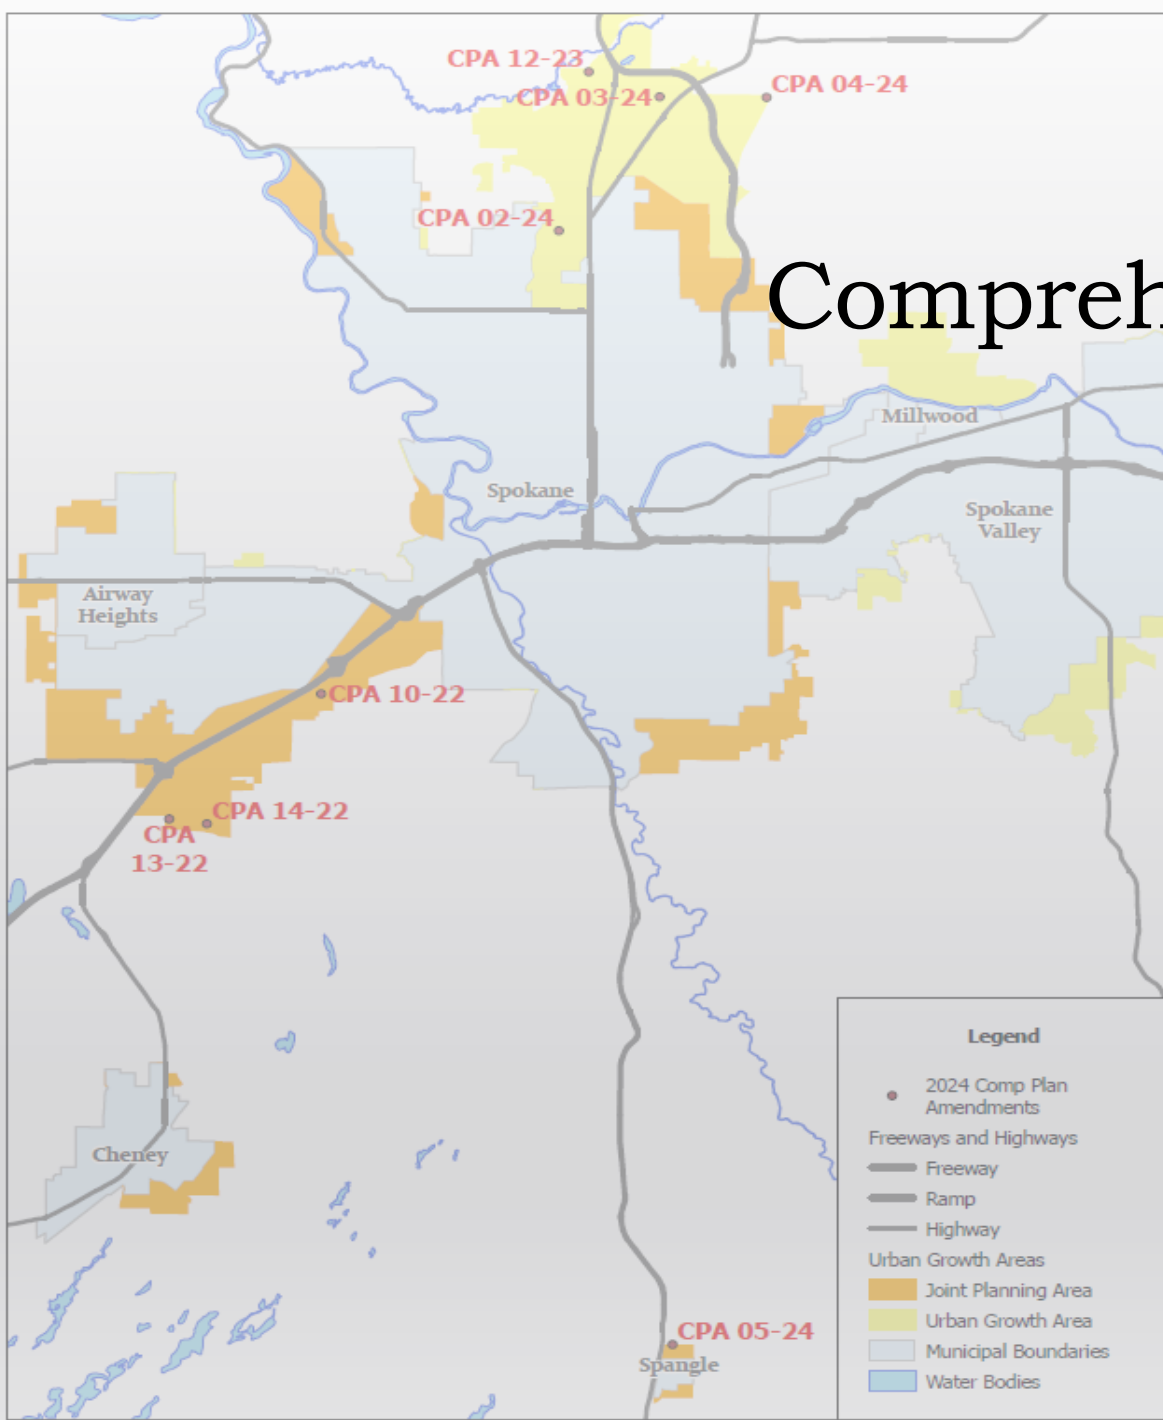 CPA 12-23
CPA 04-24
CPA 03-24
CPA 02-24
Compreh
Millwood
Spokane
Spokane
Valley
Airway
Heights
CPA 10-22
CPA 14-22
CPA
13-22
Legend
2024 Comp Plan
Amendments
Freeways and Highways
Freeway
Ramp
Highway
Urban Growth Areas
Joint Planning Area
Urban Growth Area
Municipal Boundaries
Water Bodies
Cheney
CPA 05-24
Spangle